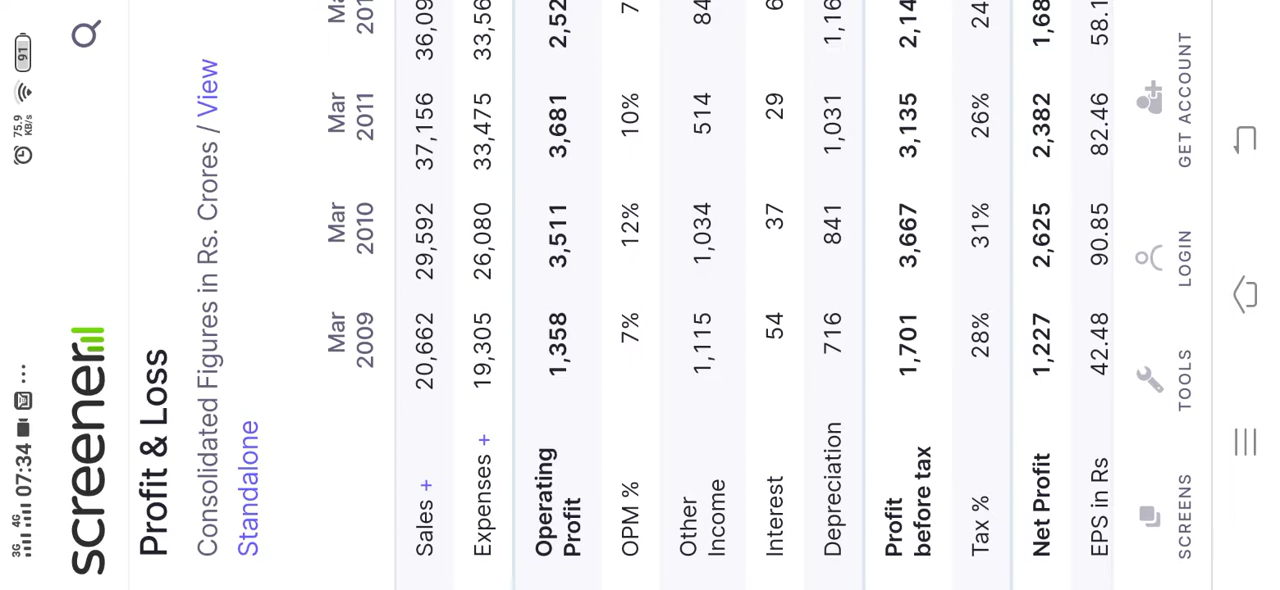 3G 4G 07:34 ... 75.9 KB/s 91
screener
Profit & Loss
Consolidated Figures in Rs. Crores / View
Standalone
Mar 2009 Mar 2010 Mar 2011
Sales + 20,662 29,592 37,156 36,09
Expenses + 19,305 26,080 33,475 33,56
Operating Profit 1,358 3,511 3,681 2,52
OPM % 7% 12% 10% 7
Other Income 1,115 1,034 514 84
Interest 54 37 29 6
Depreciation 716 841 1,031 1,16
Profit before tax 1,701 3,667 3,135 2,14
Tax % 28% 31% 26% 24
Net Profit 1,227 2,625 2,382 1,68
EPS in Rs 42.48 90.85 82.46 58.1
SCREENS TOOLS LOGIN GET ACCOUNT